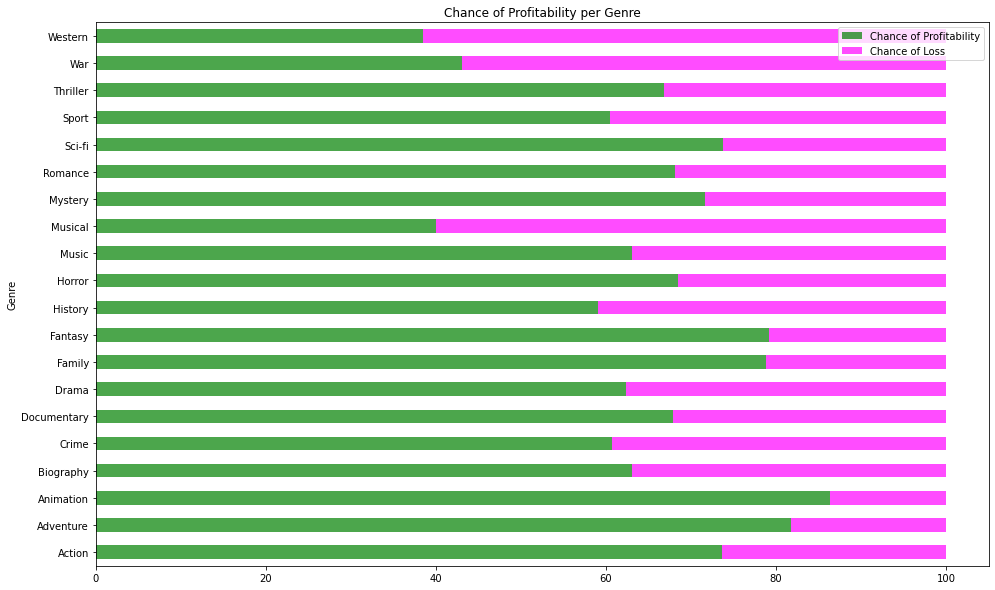 Chance of Profitability per Genre
Chance of Profitability
Chance of Loss
Genre
Western
War
Thriller
Sport
Sci-fi
Romance
Mystery
Musical
Music
Horror
History
Fantasy
Family
Drama
Documentary
Crime
Biography
Animation
Adventure
Action
0 20 40 60 80 100